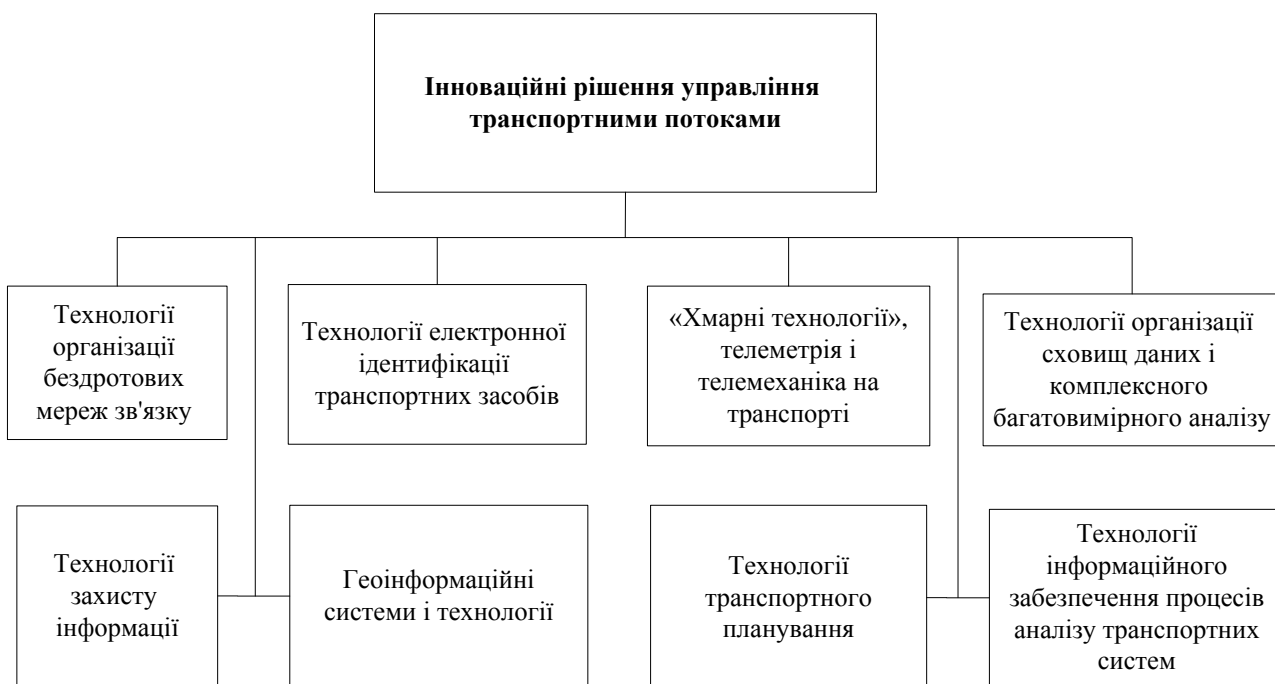 Інноваційні рішення управління
транспортними потоками
Технології
організації
бездротових
мереж зв'язку
Технології електронної
ідентифікації
транспортних засобів
«Хмарні технології»,
телеметрія і
телемеханіка на
транспорті
Технології організації
сховищ даних і
комплексного
багатовимірного аналізу
Технології
захисту
інформації
Геоінформаційні
системи і технології
Технології
транспортного
планування
Технології
інформаційного
забезпечення процесів
аналізу транспортних
систем